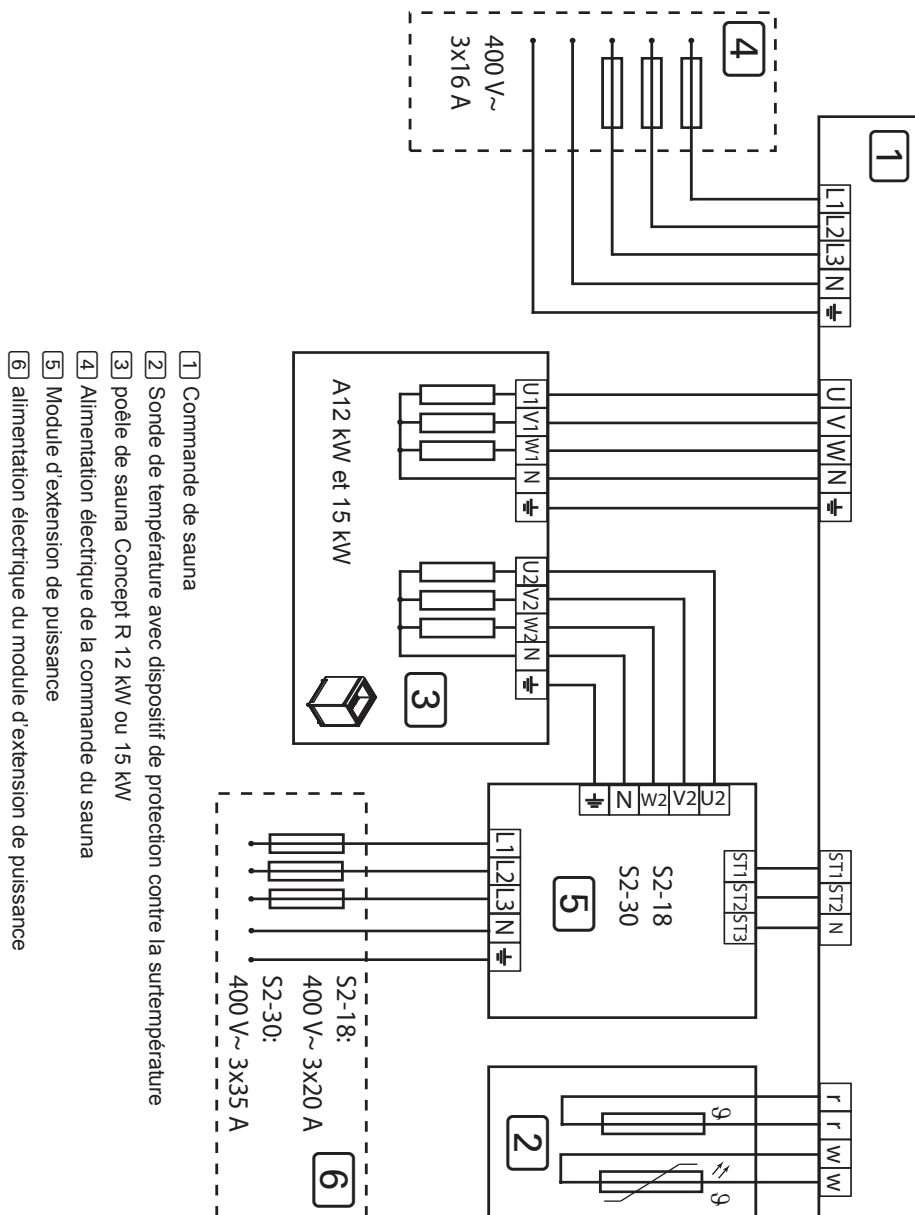 1
L1 L2 L3 N
U V W N
ST1 ST2 N
r r w w
4
400 V~
3x16 A
U1 V1 W1 N
U2 V2 W2 N
A12 kW et 15 kW
3
U2 V2 W2 N
ST1 ST2 ST3
S2-18
S2-30
5
L1 L2 L3 N
ϑ
ϑ
2
S2-18:
400 V~ 3x20 A
S2-30:
400 V~ 3x35 A
6
1 Commande de sauna
2 Sonde de température avec dispositif de protection contre la surtempérature
3 poêle de sauna Concept R 12 kW ou 15 kW
4 Alimentation électrique de la commande du sauna
5 Module d'extension de puissance
6 alimentation électrique du module d'extension de puissance